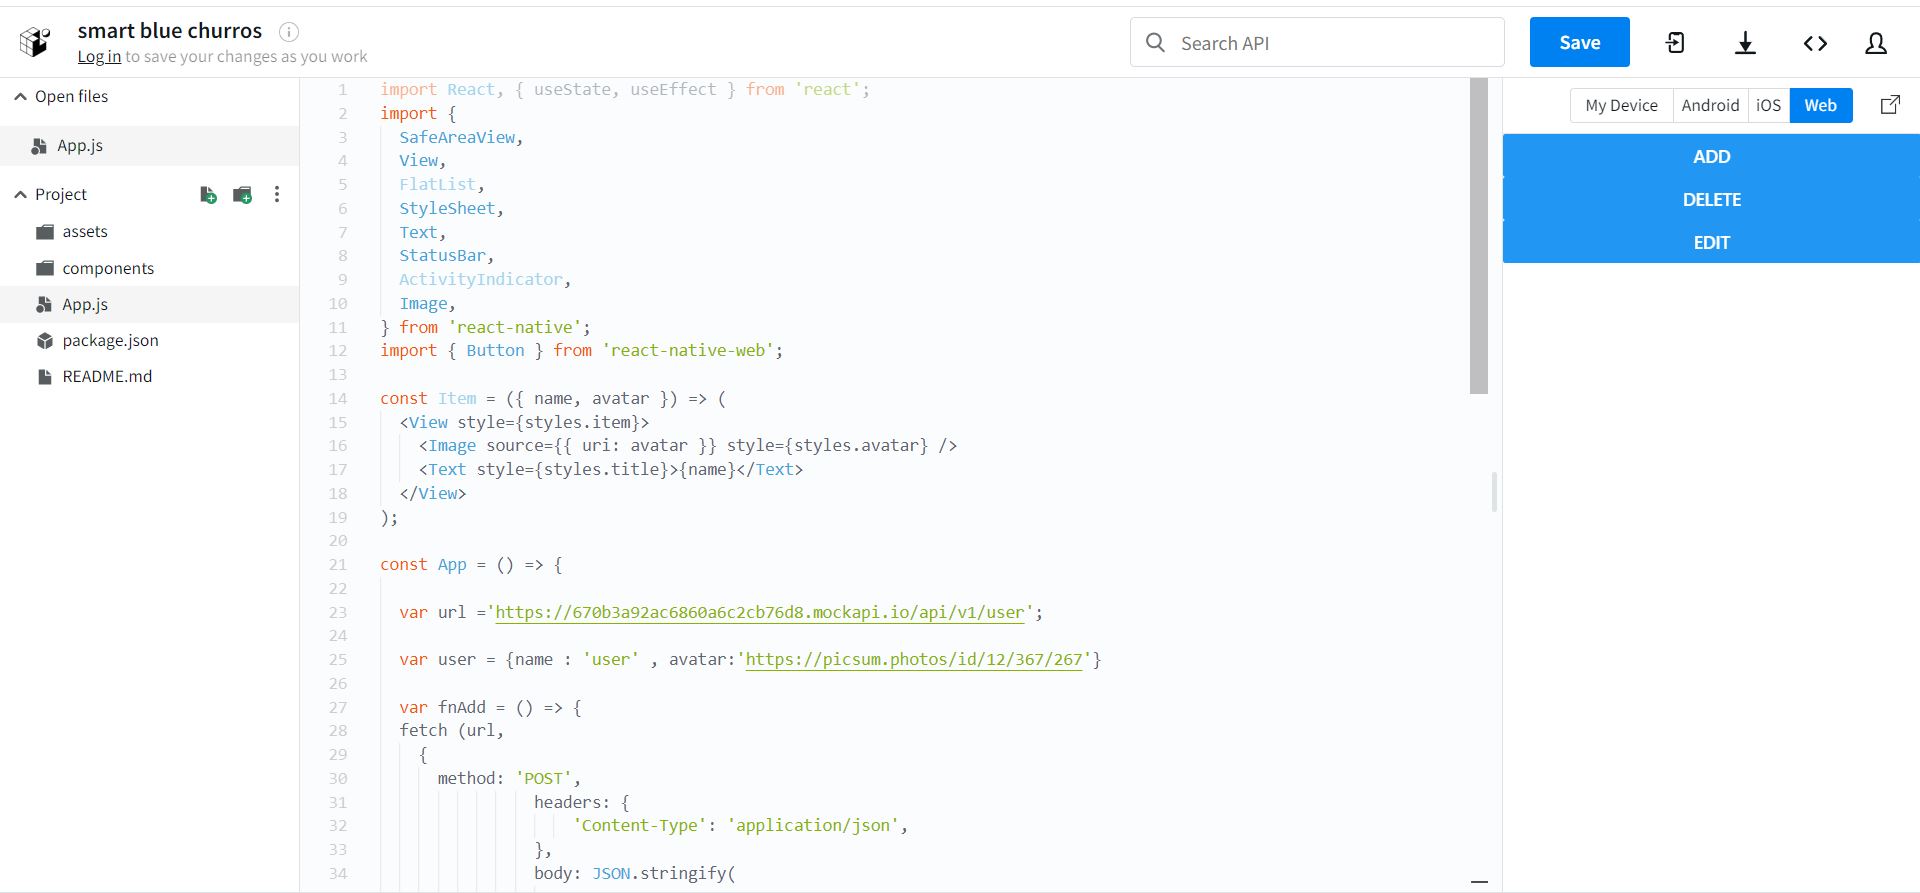 smart blue churros
Log in to save your changes as you work
Search API
Save
Open files
App.js
Project
assets
components
App.js
package.json
README.md
1 import React, { useState, useEffect } from 'react';
2 import {
3 SafeAreaView,
4 View,
5 FlatList,
6 StyleSheet,
7 Text,
8 StatusBar,
9 ActivityIndicator,
10 Image,
11 } from 'react-native';
12 import { Button } from 'react-native-web';
13
14 const Item = ({ name, avatar }) => (
15 <View style={styles.item}>
16 <Image source={{ uri: avatar }} style={styles.avatar} />
17 <Text style={styles.title}>{name}</Text>
18 </View>
19 );
20
21 const App = () => {
22
23 var url ='https://670b3a92ac6860a6c2cb76d8.mockapi.io/api/v1/user';
24
25 var user = {name : 'user' , avatar:'https://picsum.photos/id/12/367/267'}
26
27 var fnAdd = () => {
28 fetch (url,
29 {
30 method: 'POST',
31 headers: {
32 'Content-Type': 'application/json',
33 },
34 body: JSON.stringify(
My Device Android iOS Web
ADD
DELETE
EDIT